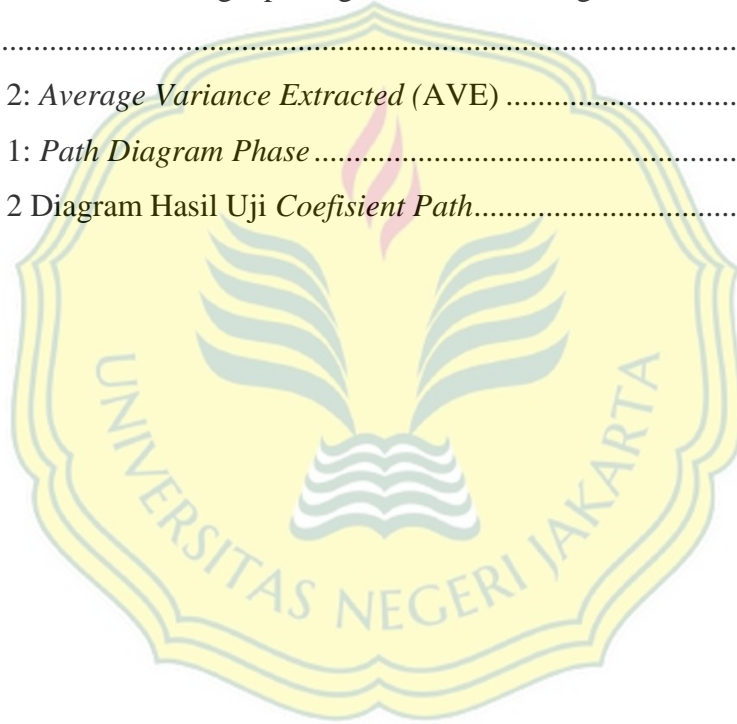 ................................................................................
2: Average Variance Extracted (AVE) .........................
1: Path Diagram Phase ..............................................
2 Diagram Hasil Uji Coefisient Path............................
UNIVERSITAS NEGERI JAKARTA